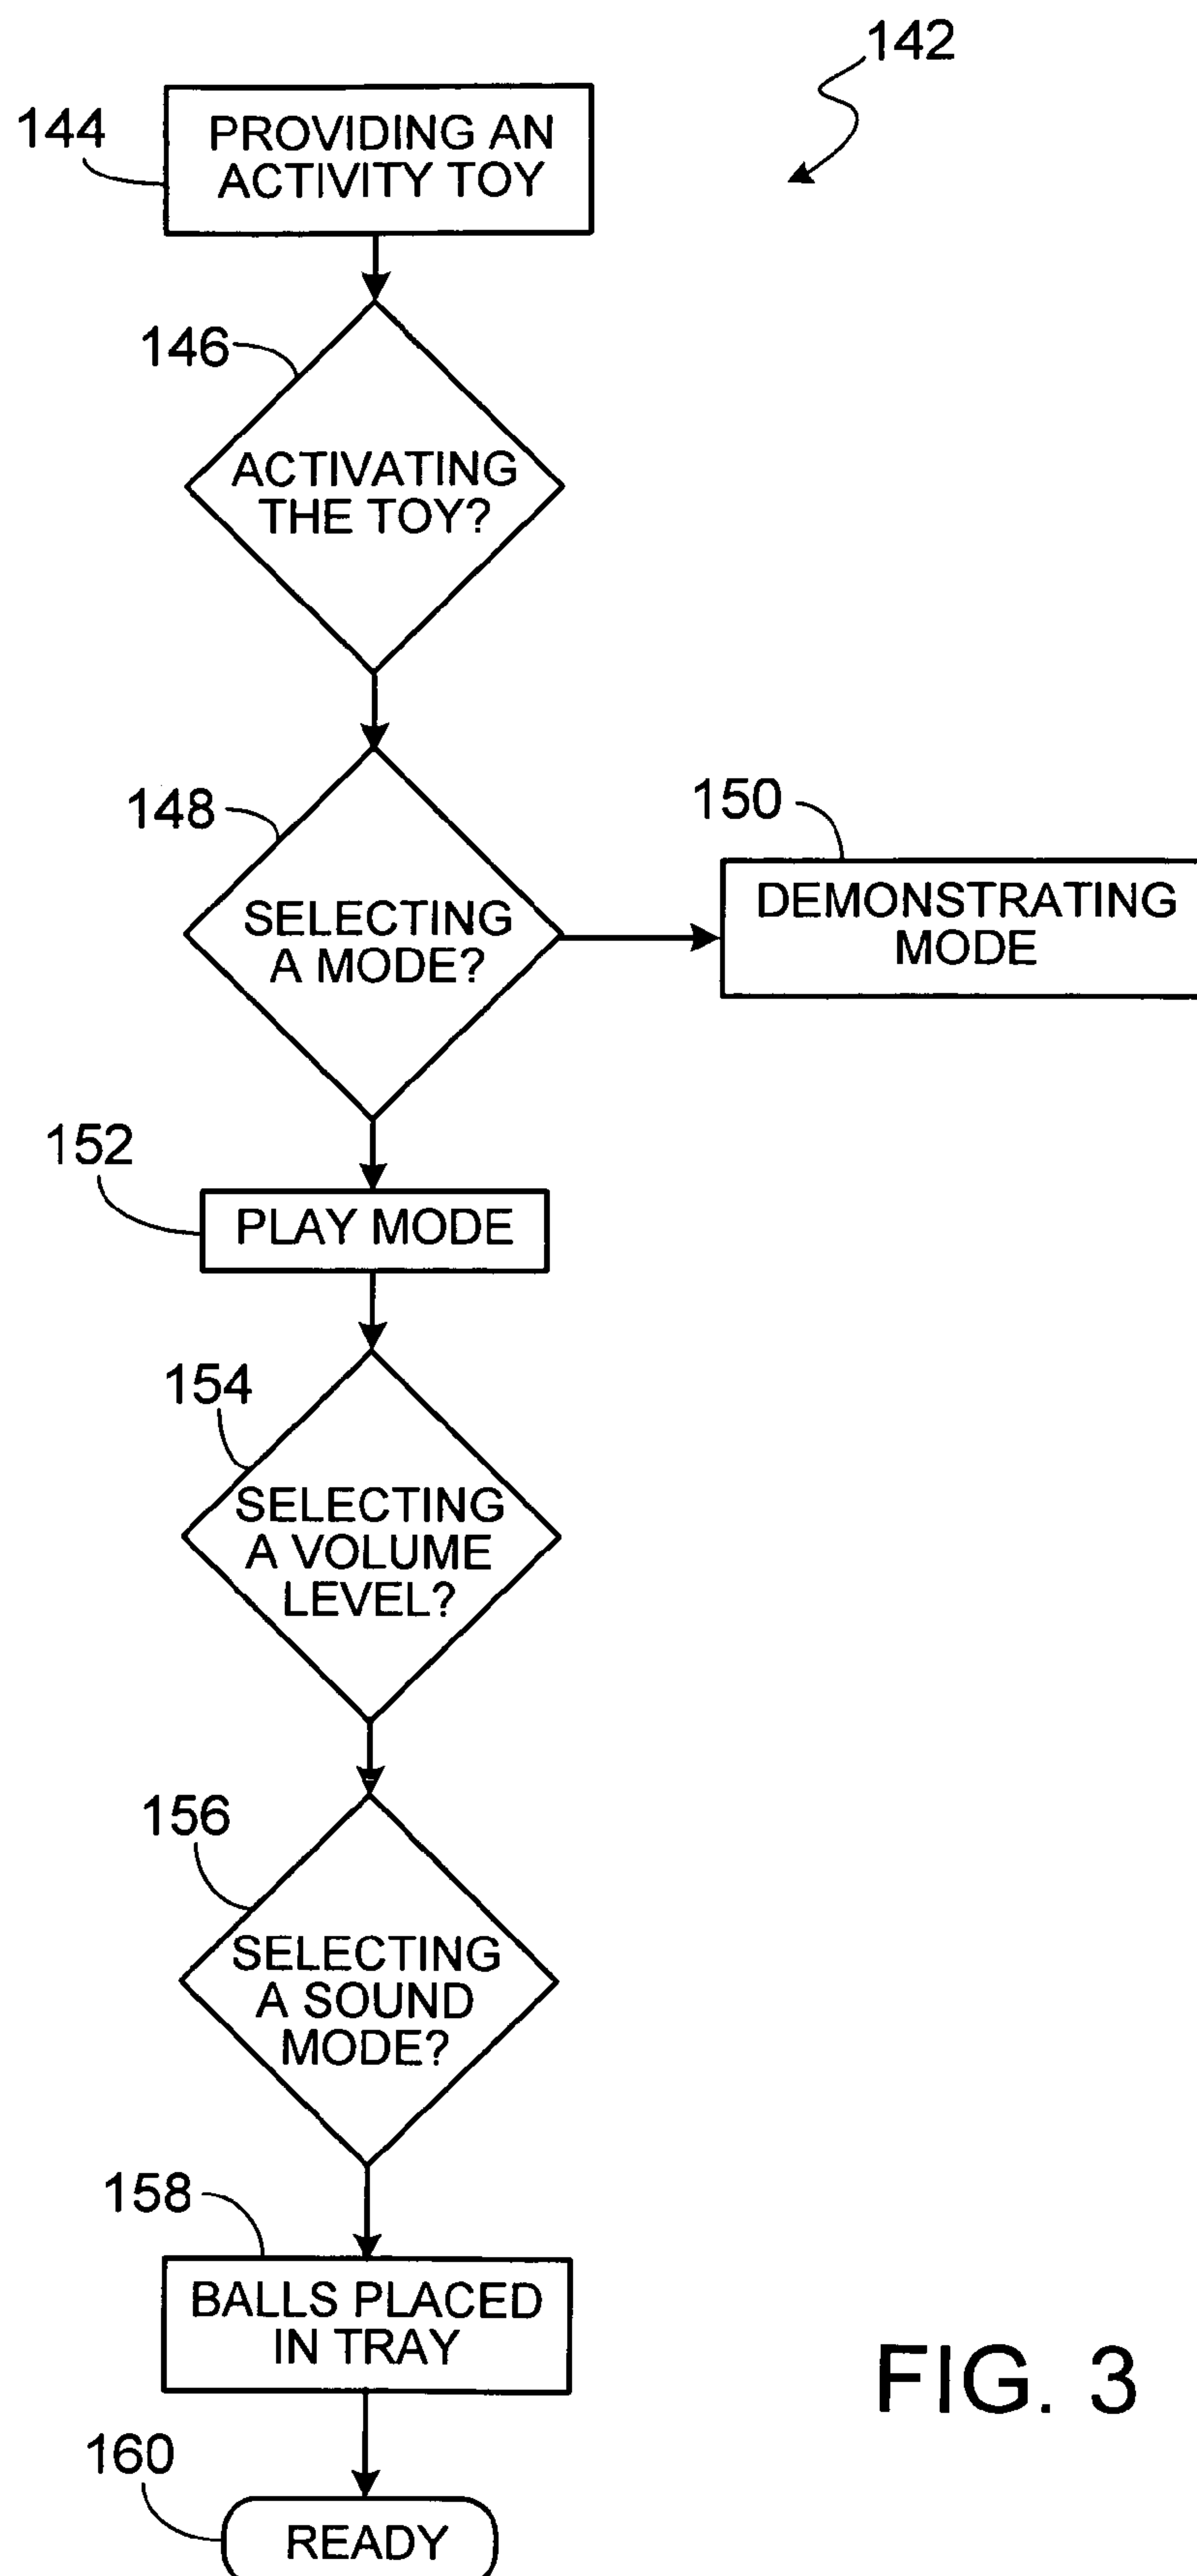 142
144
PROVIDING AN
ACTIVITY TOY
146
ACTIVATING
THE TOY?
148
SELECTING
A MODE?
150
DEMONSTRATING
MODE
152
PLAY MODE
154
SELECTING
A VOLUME
LEVEL?
156
SELECTING
A SOUND
MODE?
158
BALLS PLACED
IN TRAY
FIG. 3
160
READY